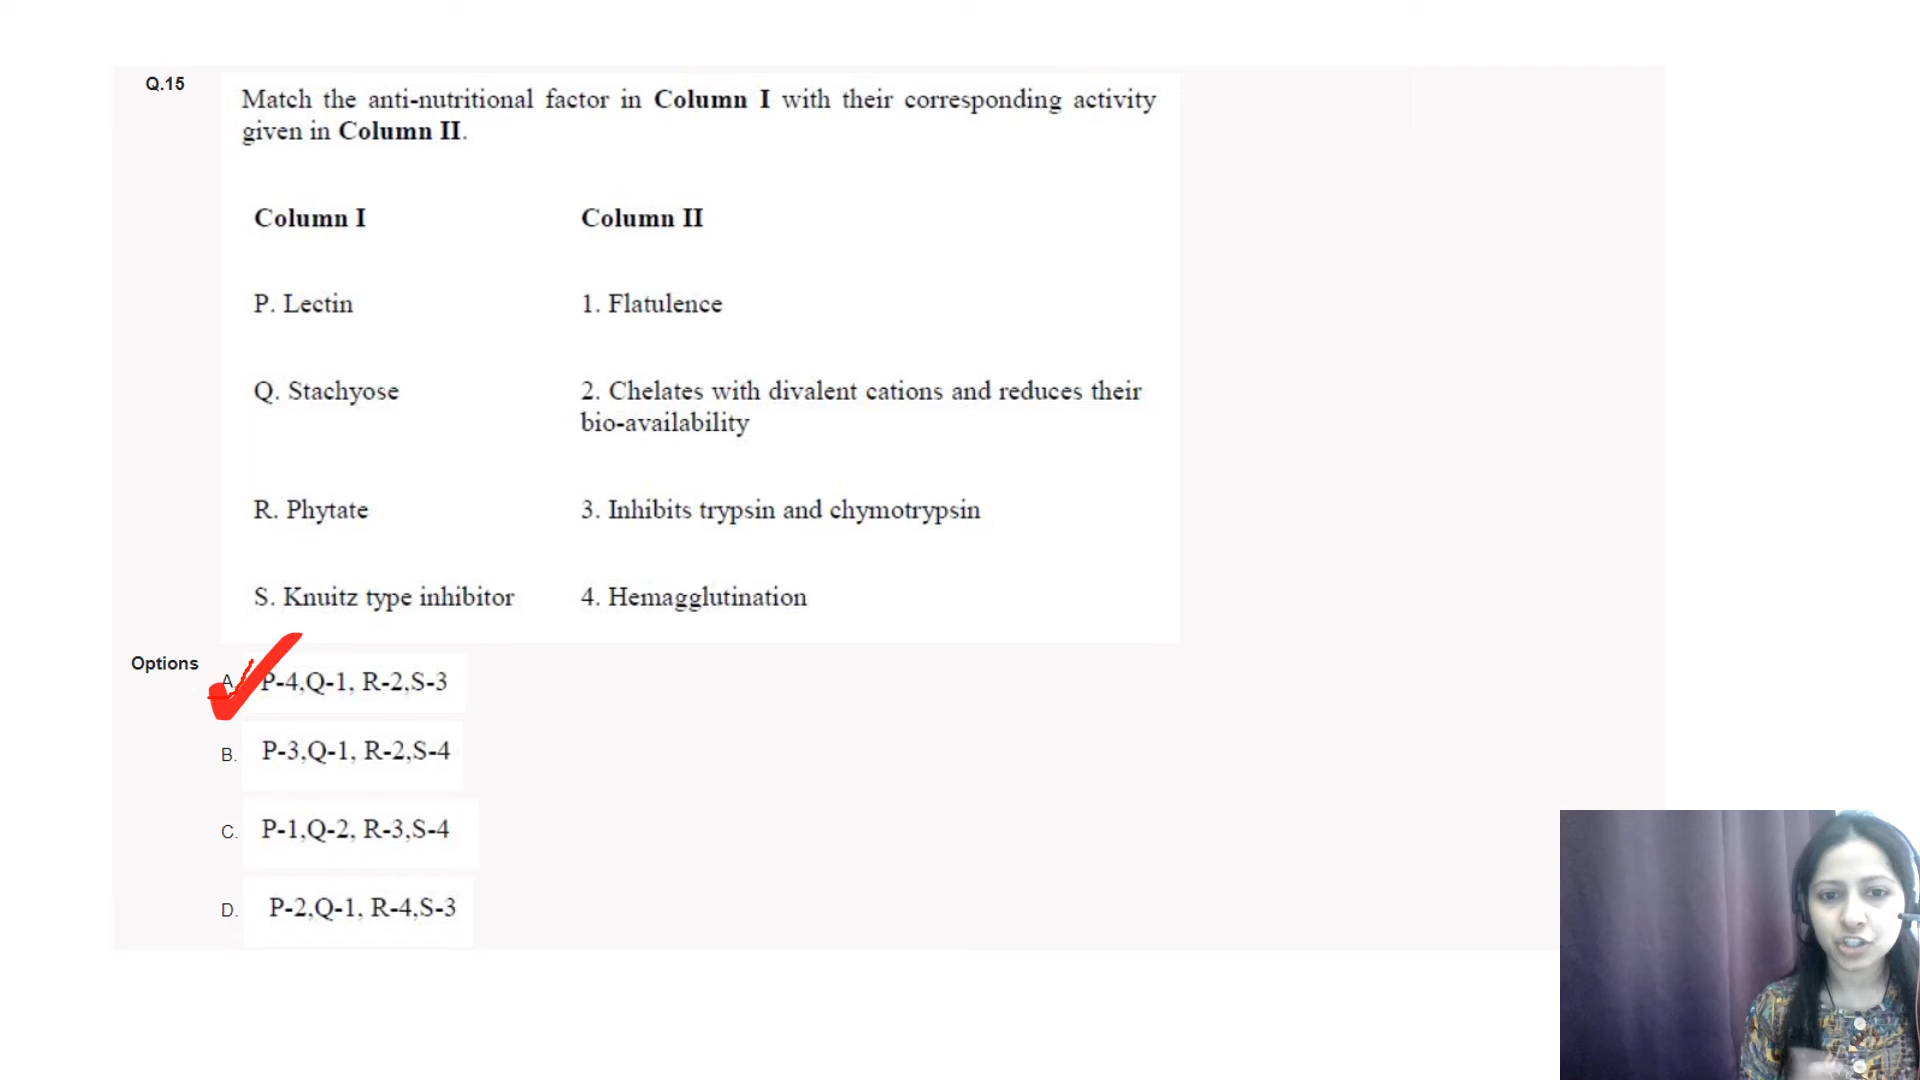 Q.15
Match the anti-nutritional factor in Column I with their corresponding activity
given in Column II.
Column I Column II
P. Lectin 1. Flatulence
Q. Stachyose 2. Chelates with divalent cations and reduces their
bio-availability
R. Phytate 3. Inhibits trypsin and chymotrypsin
S. Knuitz type inhibitor 4. Hemagglutination
Options
A. P-4,Q-1, R-2,S-3
B. P-3,Q-1, R-2,S-4
C. P-1,Q-2, R-3,S-4
D. P-2,Q-1, R-4,S-3